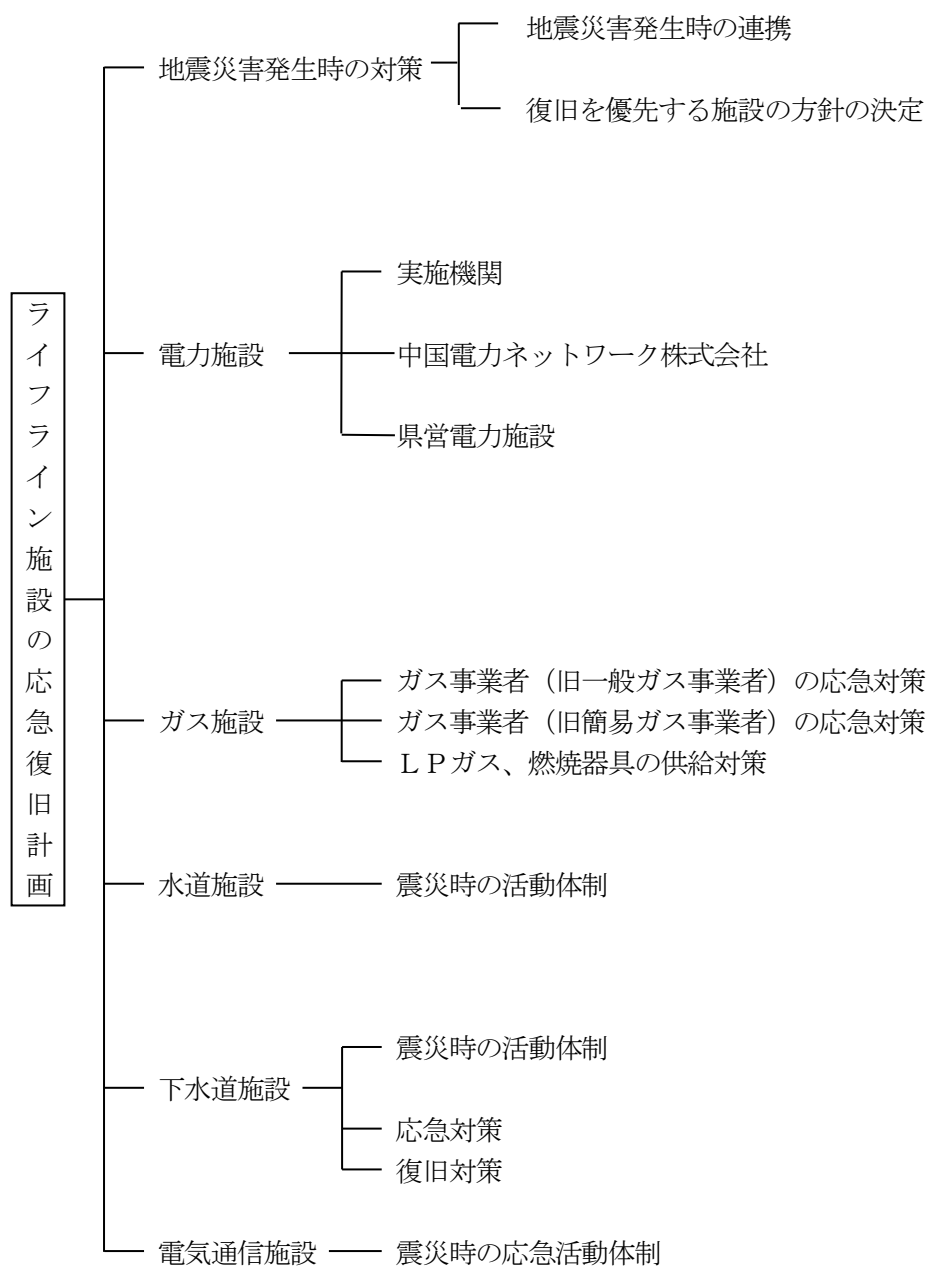 ライフライン施設の応急復旧計画
地震災害発生時の対策
地震災害発生時の連携
復旧を優先する施設の方針の決定
電力施設
実施機関
中国電力ネットワーク株式会社
県営電力施設
ガス施設
ガス事業者（旧一般ガス事業者）の応急対策
ガス事業者（旧簡易ガス事業者）の応急対策
ＬＰガス、燃焼器具の供給対策
水道施設
震災時の活動体制
下水道施設
震災時の活動体制
応急対策
復旧対策
電気通信施設
震災時の応急活動体制